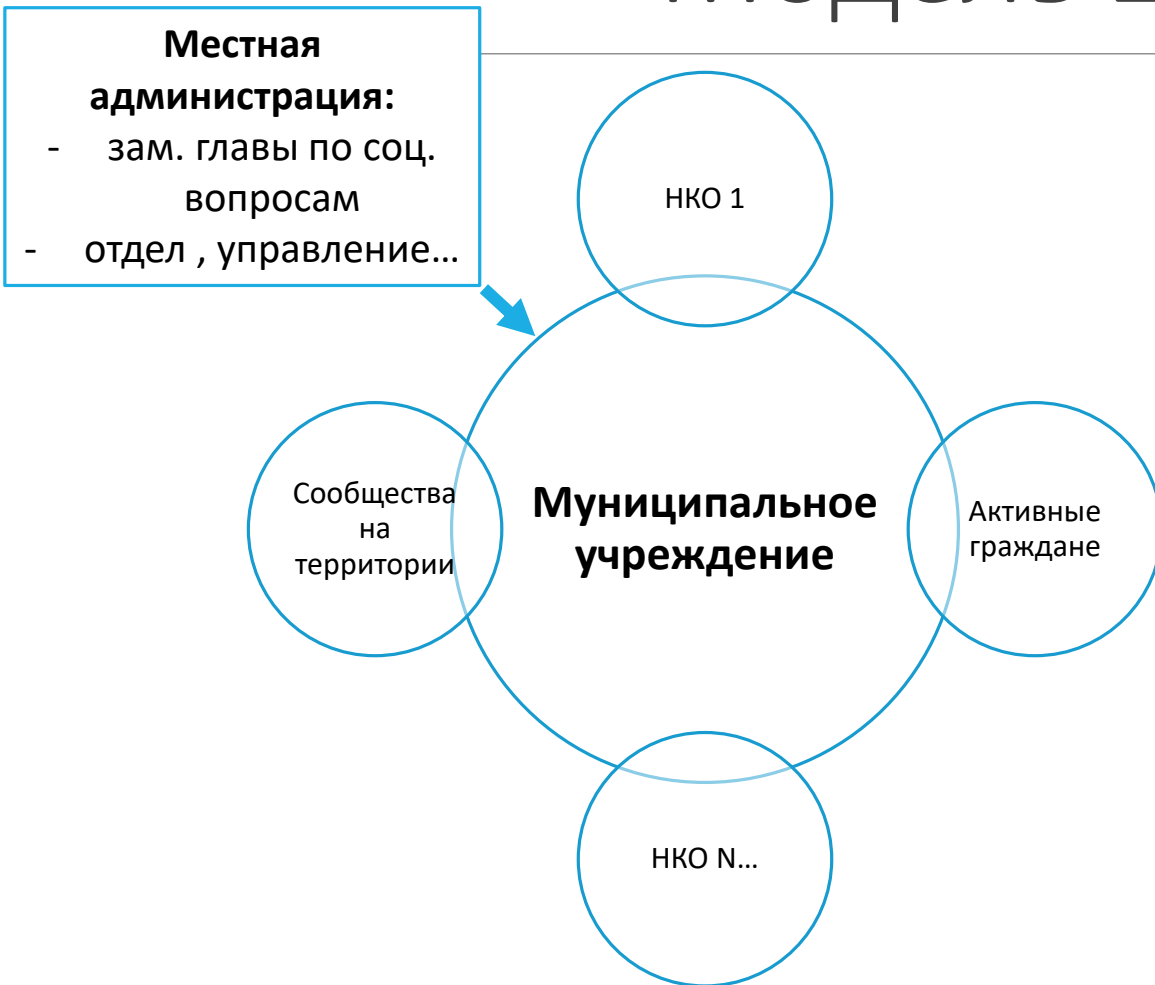 Модель
Местная
администрация:
- зам. главы по соц.
вопросам
- отдел , управление…
НКО 1
Сообщества
на
территории
Муниципальное
учреждение
Активные
граждане
НКО N…